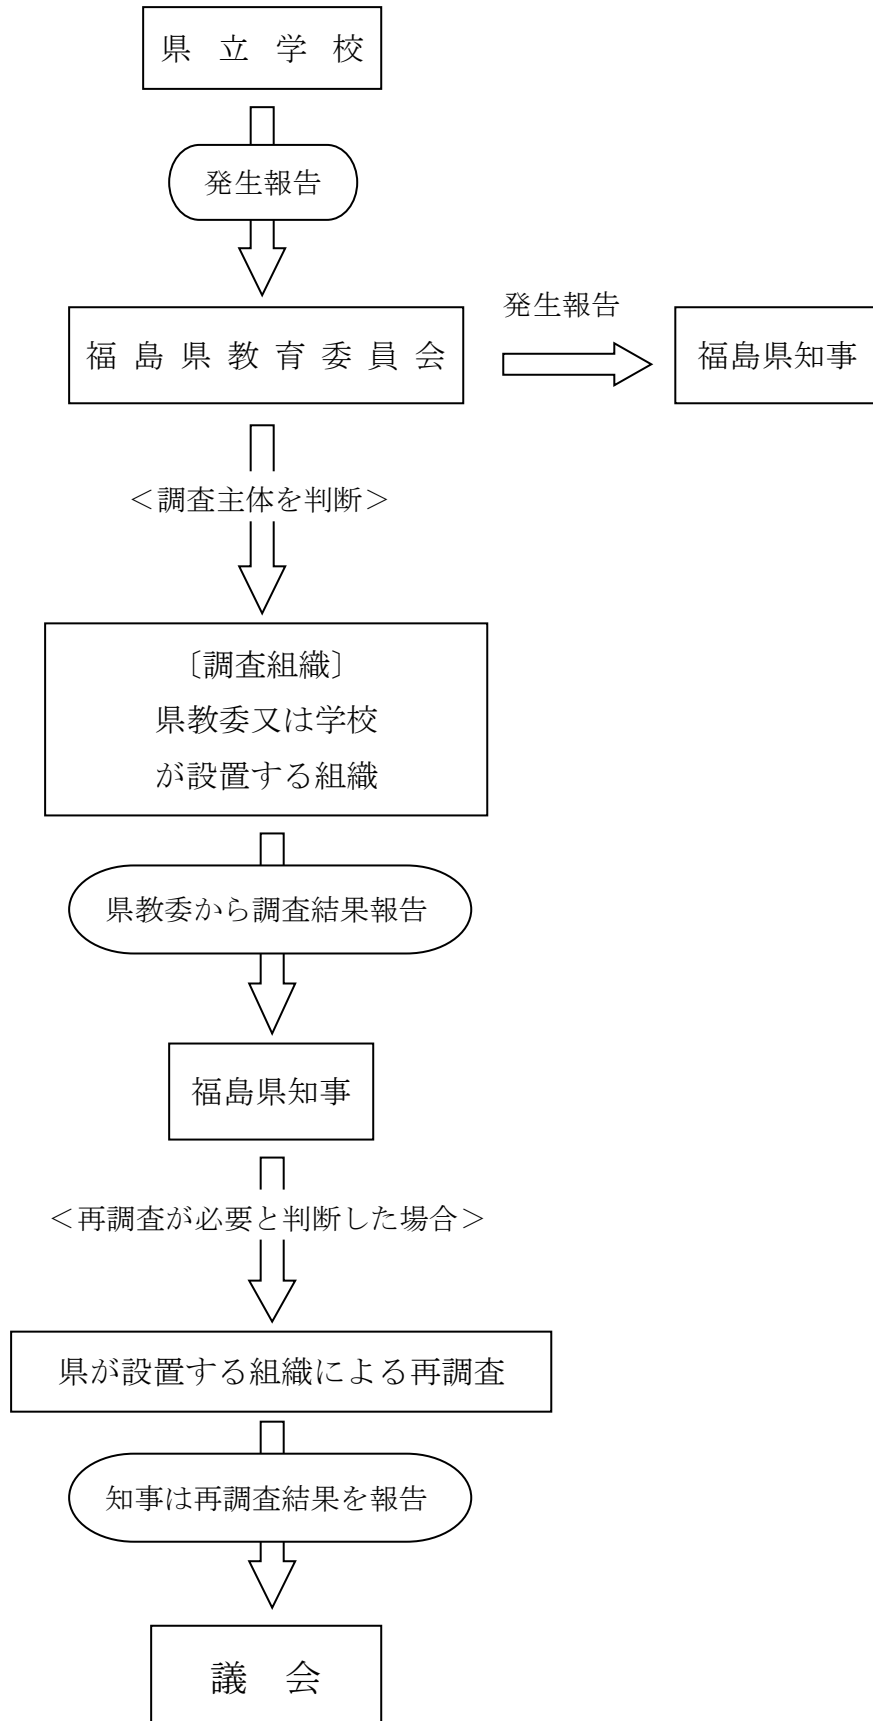 県立学校
発生報告
福島県教育委員会
発生報告
福島県知事
＜調査主体を判断＞
〔調査組織〕
県教委又は学校
が設置する組織
県教委から調査結果報告
福島県知事
＜再調査が必要と判断した場合＞
県が設置する組織による再調査
知事は再調査結果を報告
議会